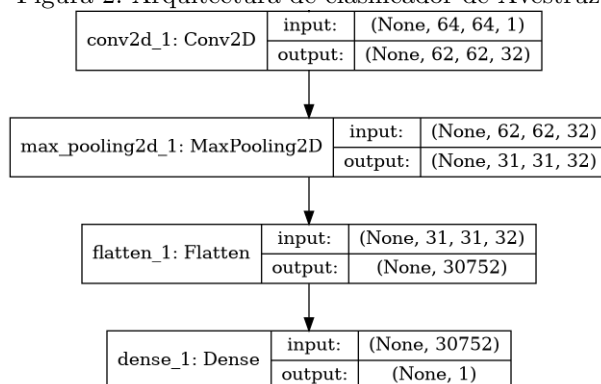 Figura 2: Arquitectura de clasificador de Avestruz
conv2d_1: Conv2D
input: (None, 64, 64, 1)
output: (None, 62, 62, 32)
max_pooling2d_1: MaxPooling2D
input: (None, 62, 62, 32)
output: (None, 31, 31, 32)
flatten_1: Flatten
input: (None, 31, 31, 32)
output: (None, 30752)
dense_1: Dense
input: (None, 30752)
output: (None, 1)